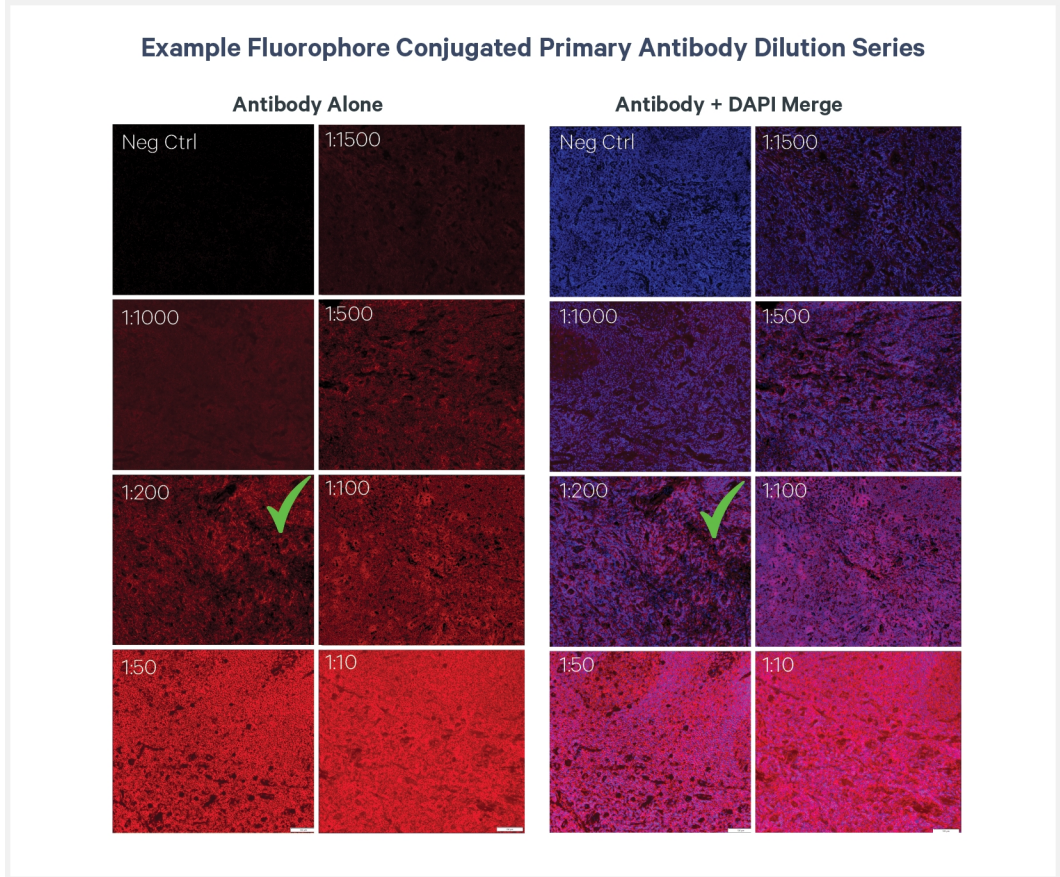 Example Fluorophore Conjugated Primary Antibody Dilution Series
Antibody Alone
Neg Ctrl
1:1500
1:1000
1:500
1:200
1:100
1:50
1:10
Antibody + DAPI Merge
Neg Ctrl
1:1500
1:1000
1:500
1:200
1:100
1:50
1:10